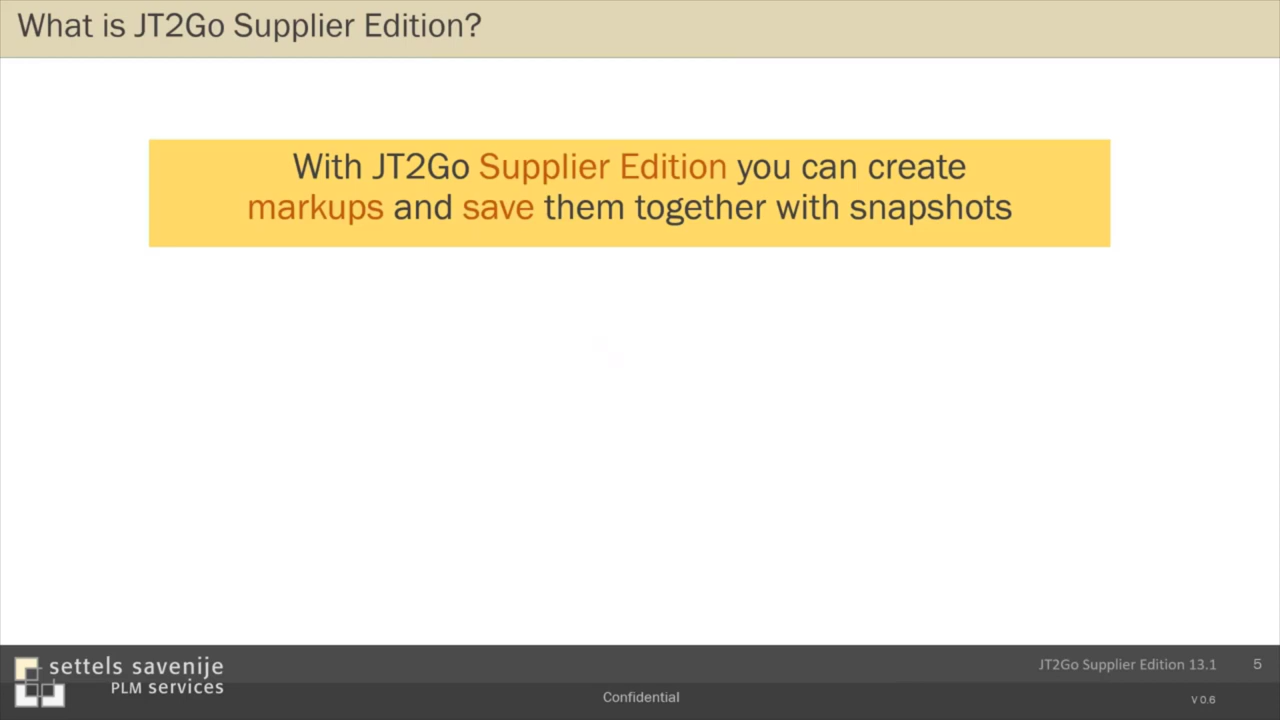 What is JT2Go Supplier Edition?
With JT2Go Supplier Edition you can create
markups and save them together with snapshots
settels savenije
PLM services
JT2Go Supplier Edition 13.1
5
Confidential
V 0.6